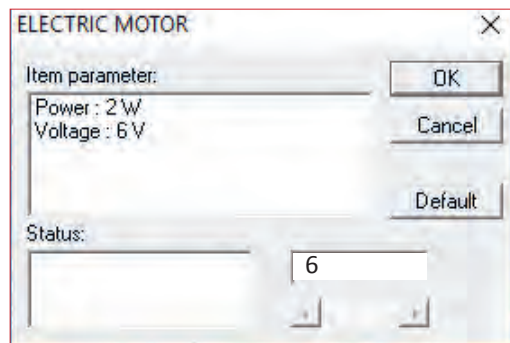 ELECTRIC MOTOR
Item parameter:
OK
Power : 2 W
Voltage : 6 V
Cancel
Default
Status:
6